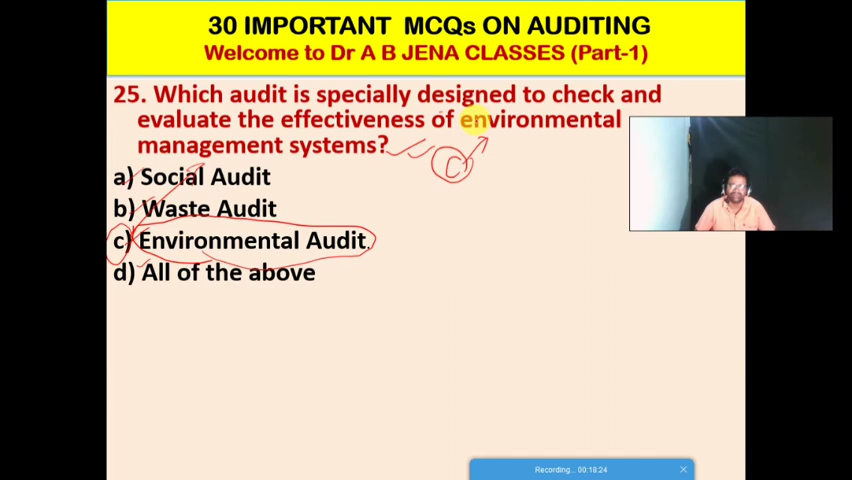 30 IMPORTANT MCQs ON AUDITING
Welcome to Dr A B JENA CLASSES (Part-1)
25. Which audit is specially designed to check and
evaluate the effectiveness of environmental
management systems?
C
a) Social Audit
b) Waste Audit
c) Environmental Audit.
d) All of the above
Recording... 00:18:24